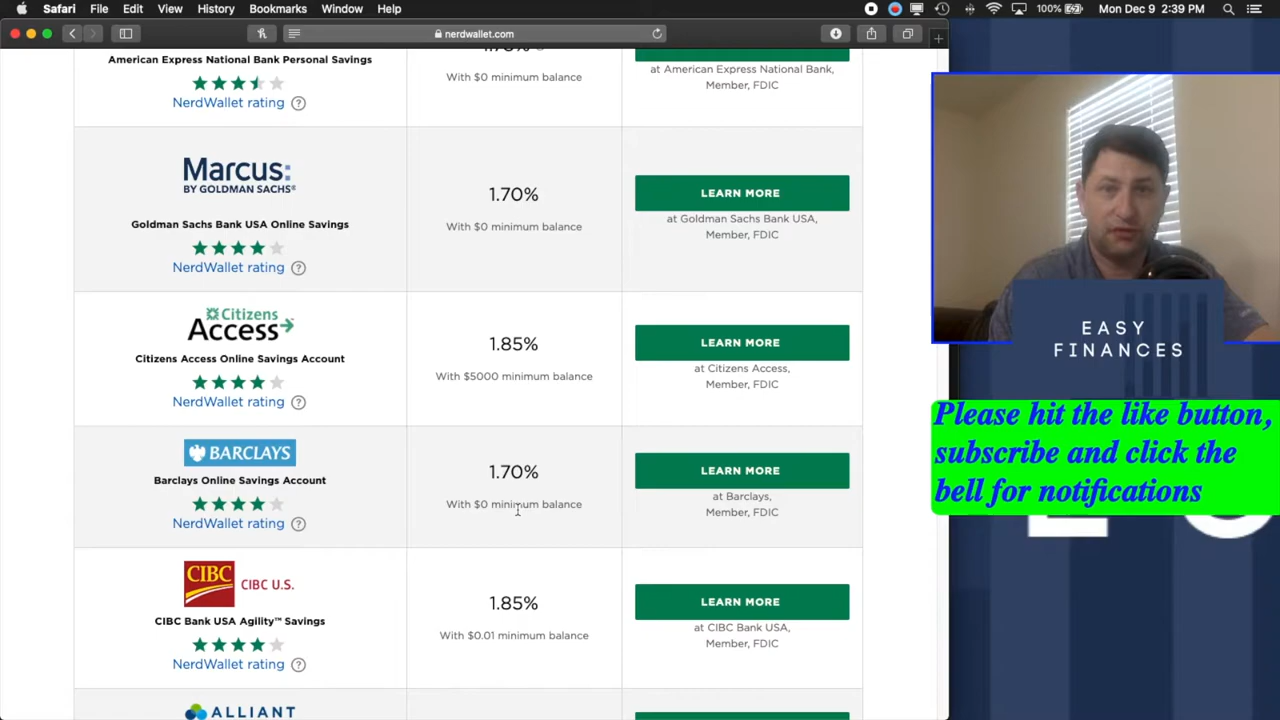 Safari File Edit View History Bookmarks Window Help 100% Mon Dec 9 2:39 PM
nerdwallet.com
American Express National Bank Personal Savings
NerdWallet rating ?
With $0 minimum balance
at American Express National Bank,
Member, FDIC
Marcus:
BY GOLDMAN SACHS®
Goldman Sachs Bank USA Online Savings
NerdWallet rating ?
1.70%
With $0 minimum balance
LEARN MORE
at Goldman Sachs Bank USA,
Member, FDIC
Citizens
Access
Citizens Access Online Savings Account
NerdWallet rating ?
1.85%
With $5000 minimum balance
LEARN MORE
at Citizens Access,
Member, FDIC
BARCLAYS
Barclays Online Savings Account
NerdWallet rating ?
1.70%
With $0 minimum balance
LEARN MORE
at Barclays,
Member, FDIC
CIBC CIBC U.S.
CIBC Bank USA Agility™ Savings
NerdWallet rating ?
1.85%
With $0.01 minimum balance
LEARN MORE
at CIBC Bank USA,
Member, FDIC
ALLIANT
EASY
FINANCES
Please hit the like button,
subscribe and click the
bell for notifications